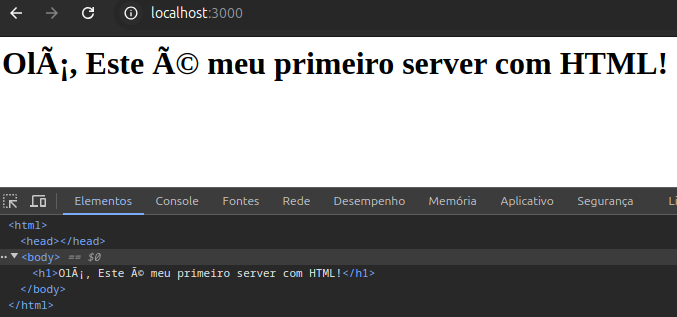 localhost:3000
OlÃ¡, Este Ã© meu primeiro server com HTML!
Elementos Console Fontes Rede Desempenho Memória Aplicativo Segurança Li
<html>
<head></head>
<body> == $0
<h1>OlÃ¡, Este Ã© meu primeiro server com HTML!</h1>
</body>
</html>